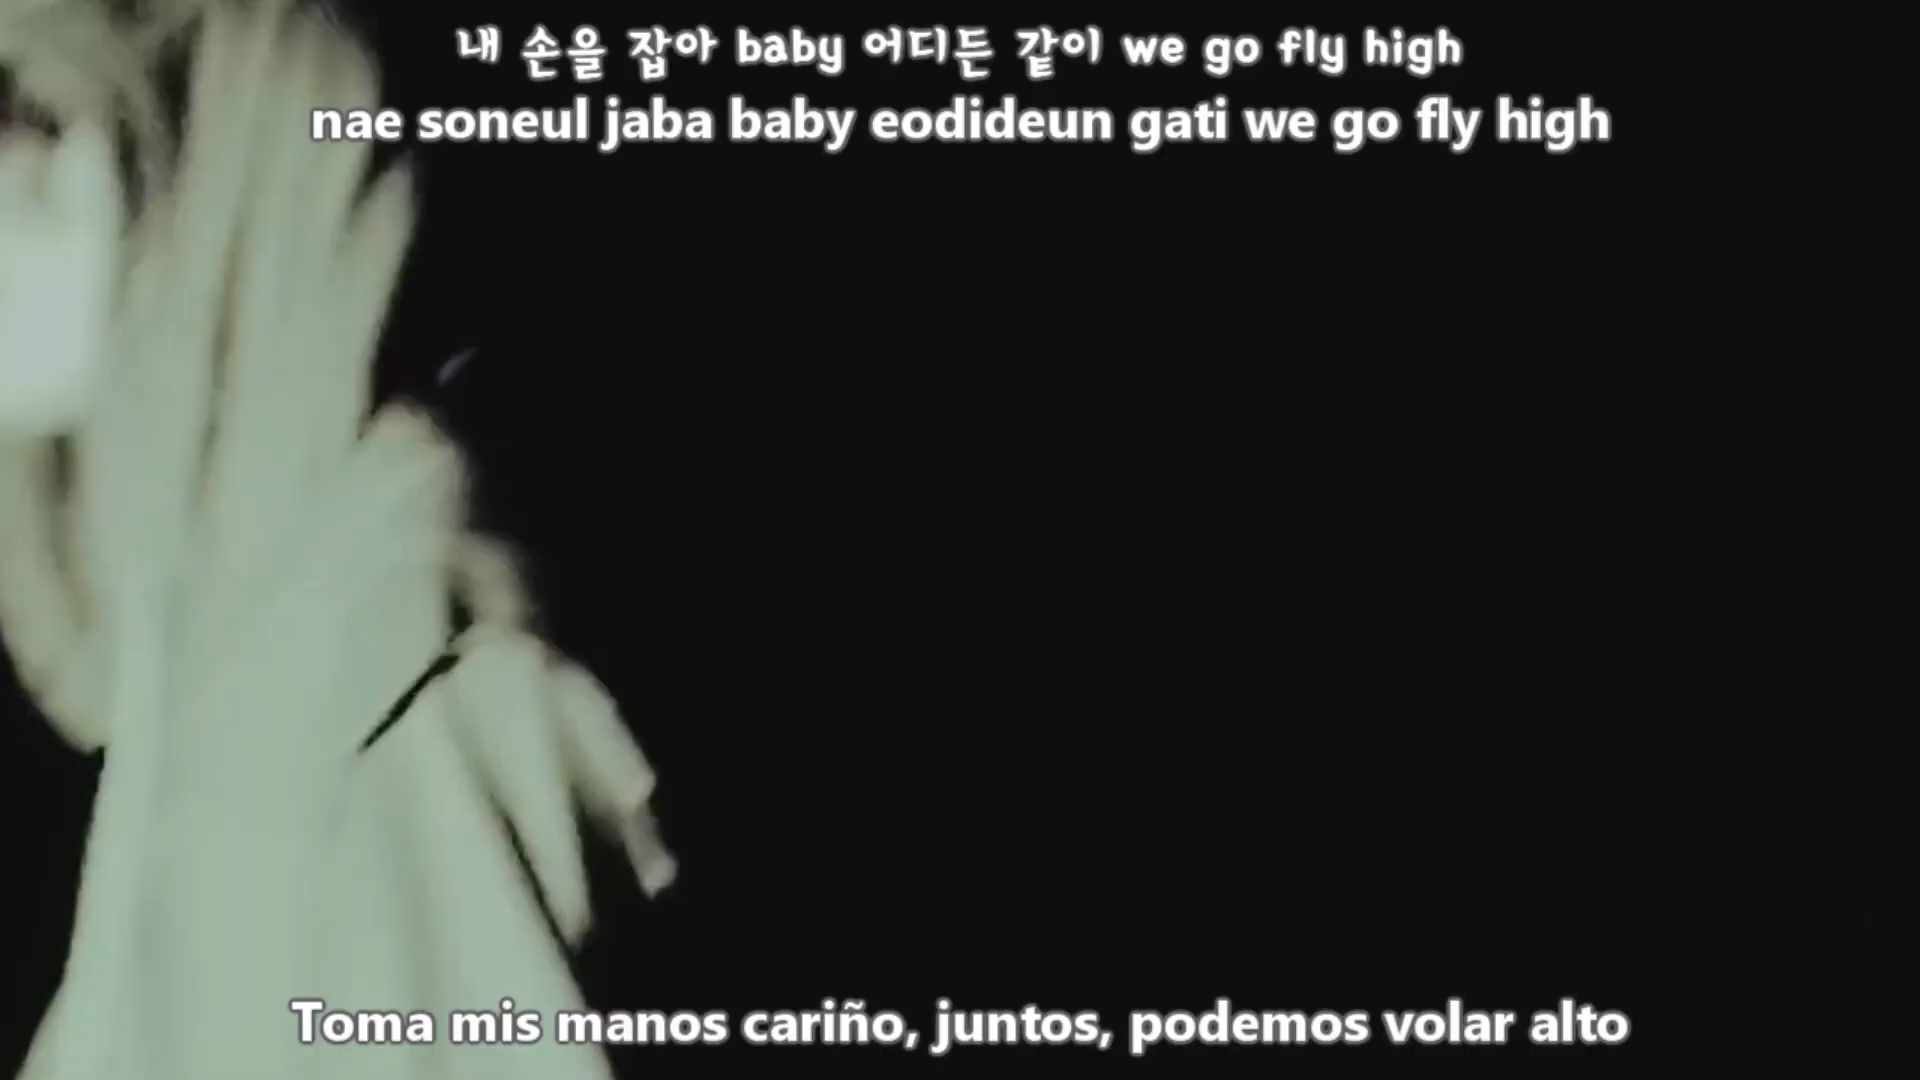 내 손을 잡아 baby 어디든 같이 we go fly high
nae soneul jaba baby eodideun gati we go fly high
Toma mis manos cariño, juntos, podemos volar alto